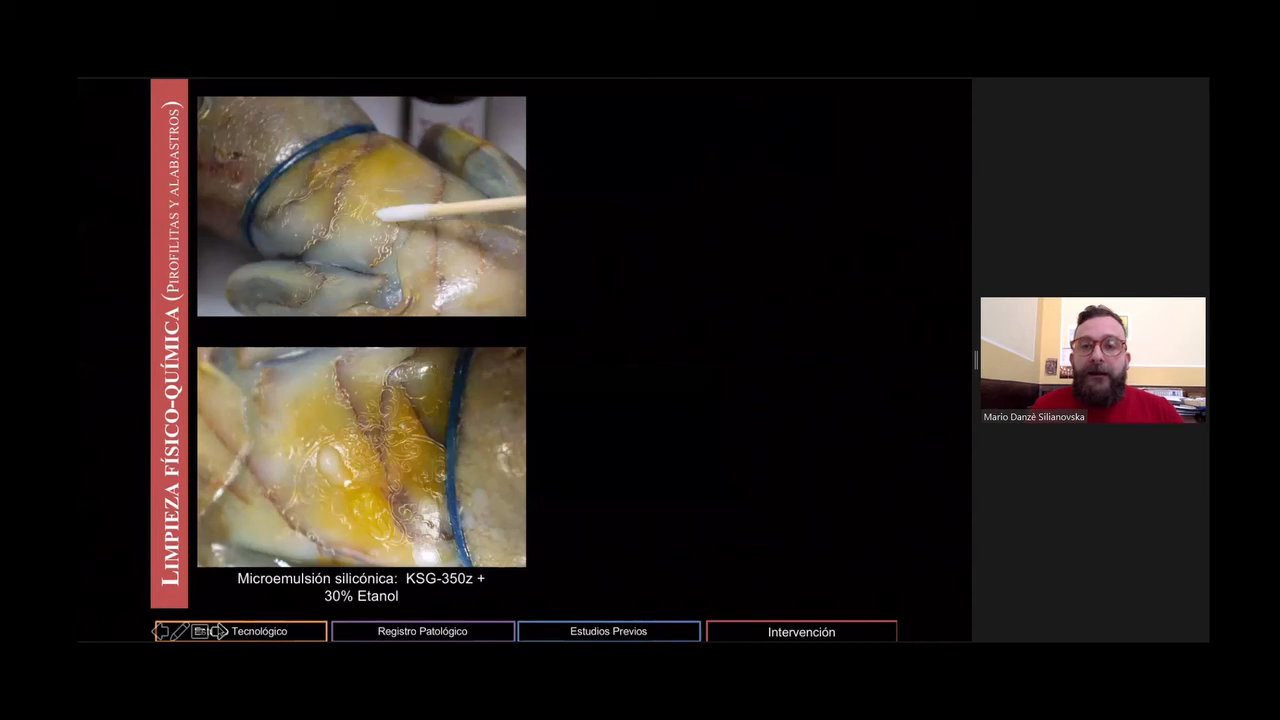 LIMPIEZA FÍSICO-QUÍMICA (PIROFILITAS Y ALABASTROS)
Microemulsión silicónica: KSG-350z +
30% Etanol
Tecnológico
Registro Patológico
Estudios Previos
Intervención
Mario Danzè Silianovska